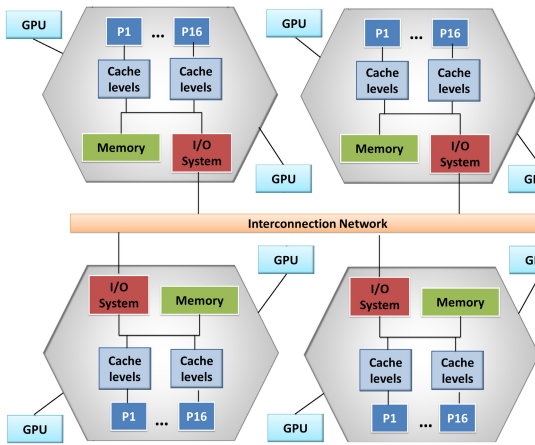 GPU
P1 ... P16
Cache levels
Cache levels
Memory
I/O System
GPU
GPU
P1 ... P16
Cache levels
Cache levels
Memory
I/O System
Interconnection Network
GPU
I/O System
Memory
Cache levels
Cache levels
P1 ... P16
GPU
I/O System
Memory
Cache levels
Cache levels
P1 ... P16
GPU